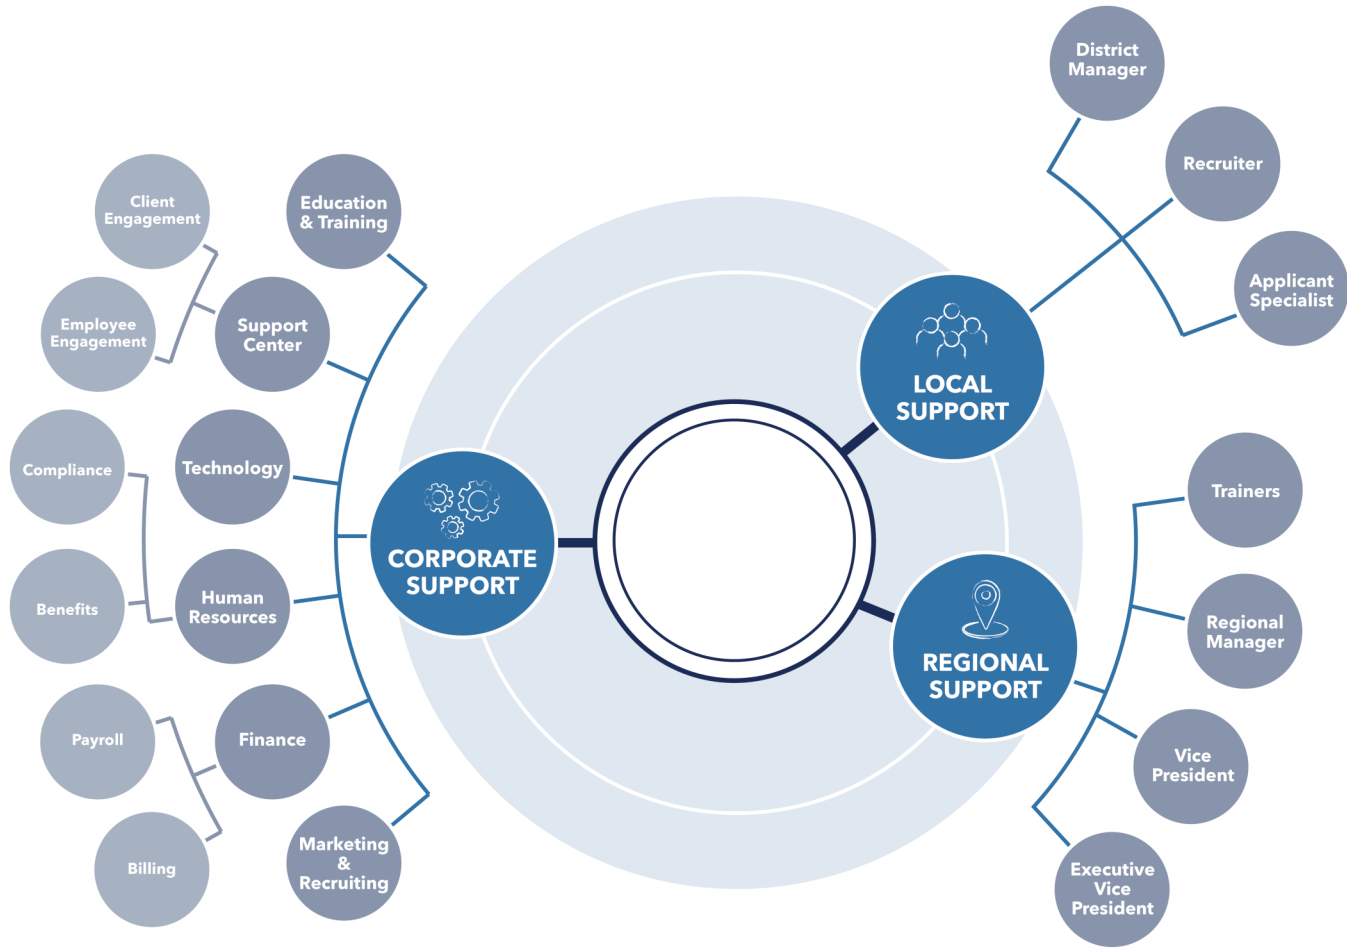 District
Manager
Recruiter
Applicant
Specialist
LOCAL
SUPPORT
Client
Engagement
Education
& Training
Employee
Engagement
Support
Center
Compliance
Technology
CORPORATE
SUPPORT
Benefits
Human
Resources
Payroll
Finance
Billing
Marketing
&
Recruiting
REGIONAL
SUPPORT
Trainers
Regional
Manager
Vice
President
Executive
Vice
President